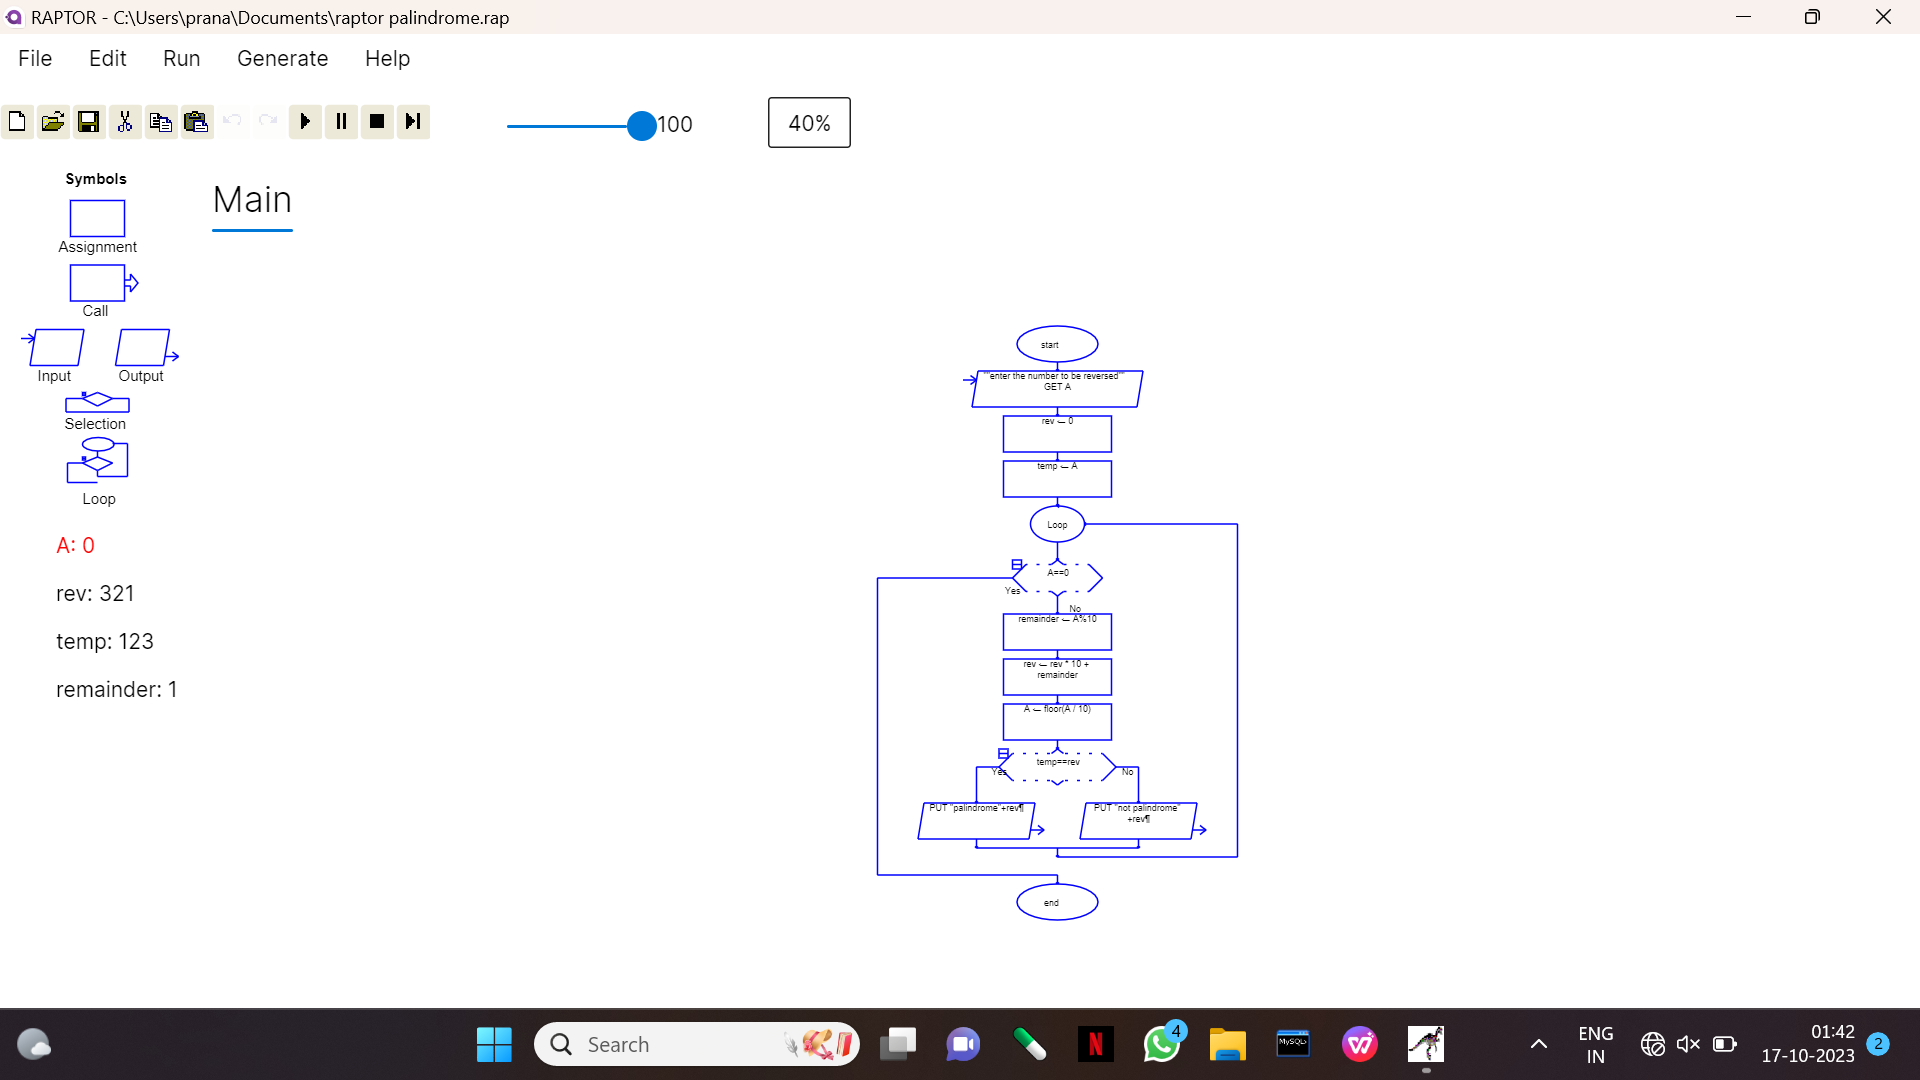 RAPTOR - C:\Users\prana\Documents\raptor palindrome.rap
File Edit Run Generate Help
100
40%
Symbols
Assignment
Call
Input Output
Selection
Loop
A: 0
rev: 321
temp: 123
remainder: 1
Main
start
""enter the number to be reversed""
GET A
rev ← 0
temp ← A
Loop
A==0
Yes
No
remainder ← A%10
rev ← rev * 10 +
remainder
A ← floor(A / 10)
temp==rev
Yes
No
PUT "palindrome"+rev¶
PUT "not palindrome"
+rev¶
end
Search
N
MySQL>
4
ENG
IN
01:42
17-10-2023
2